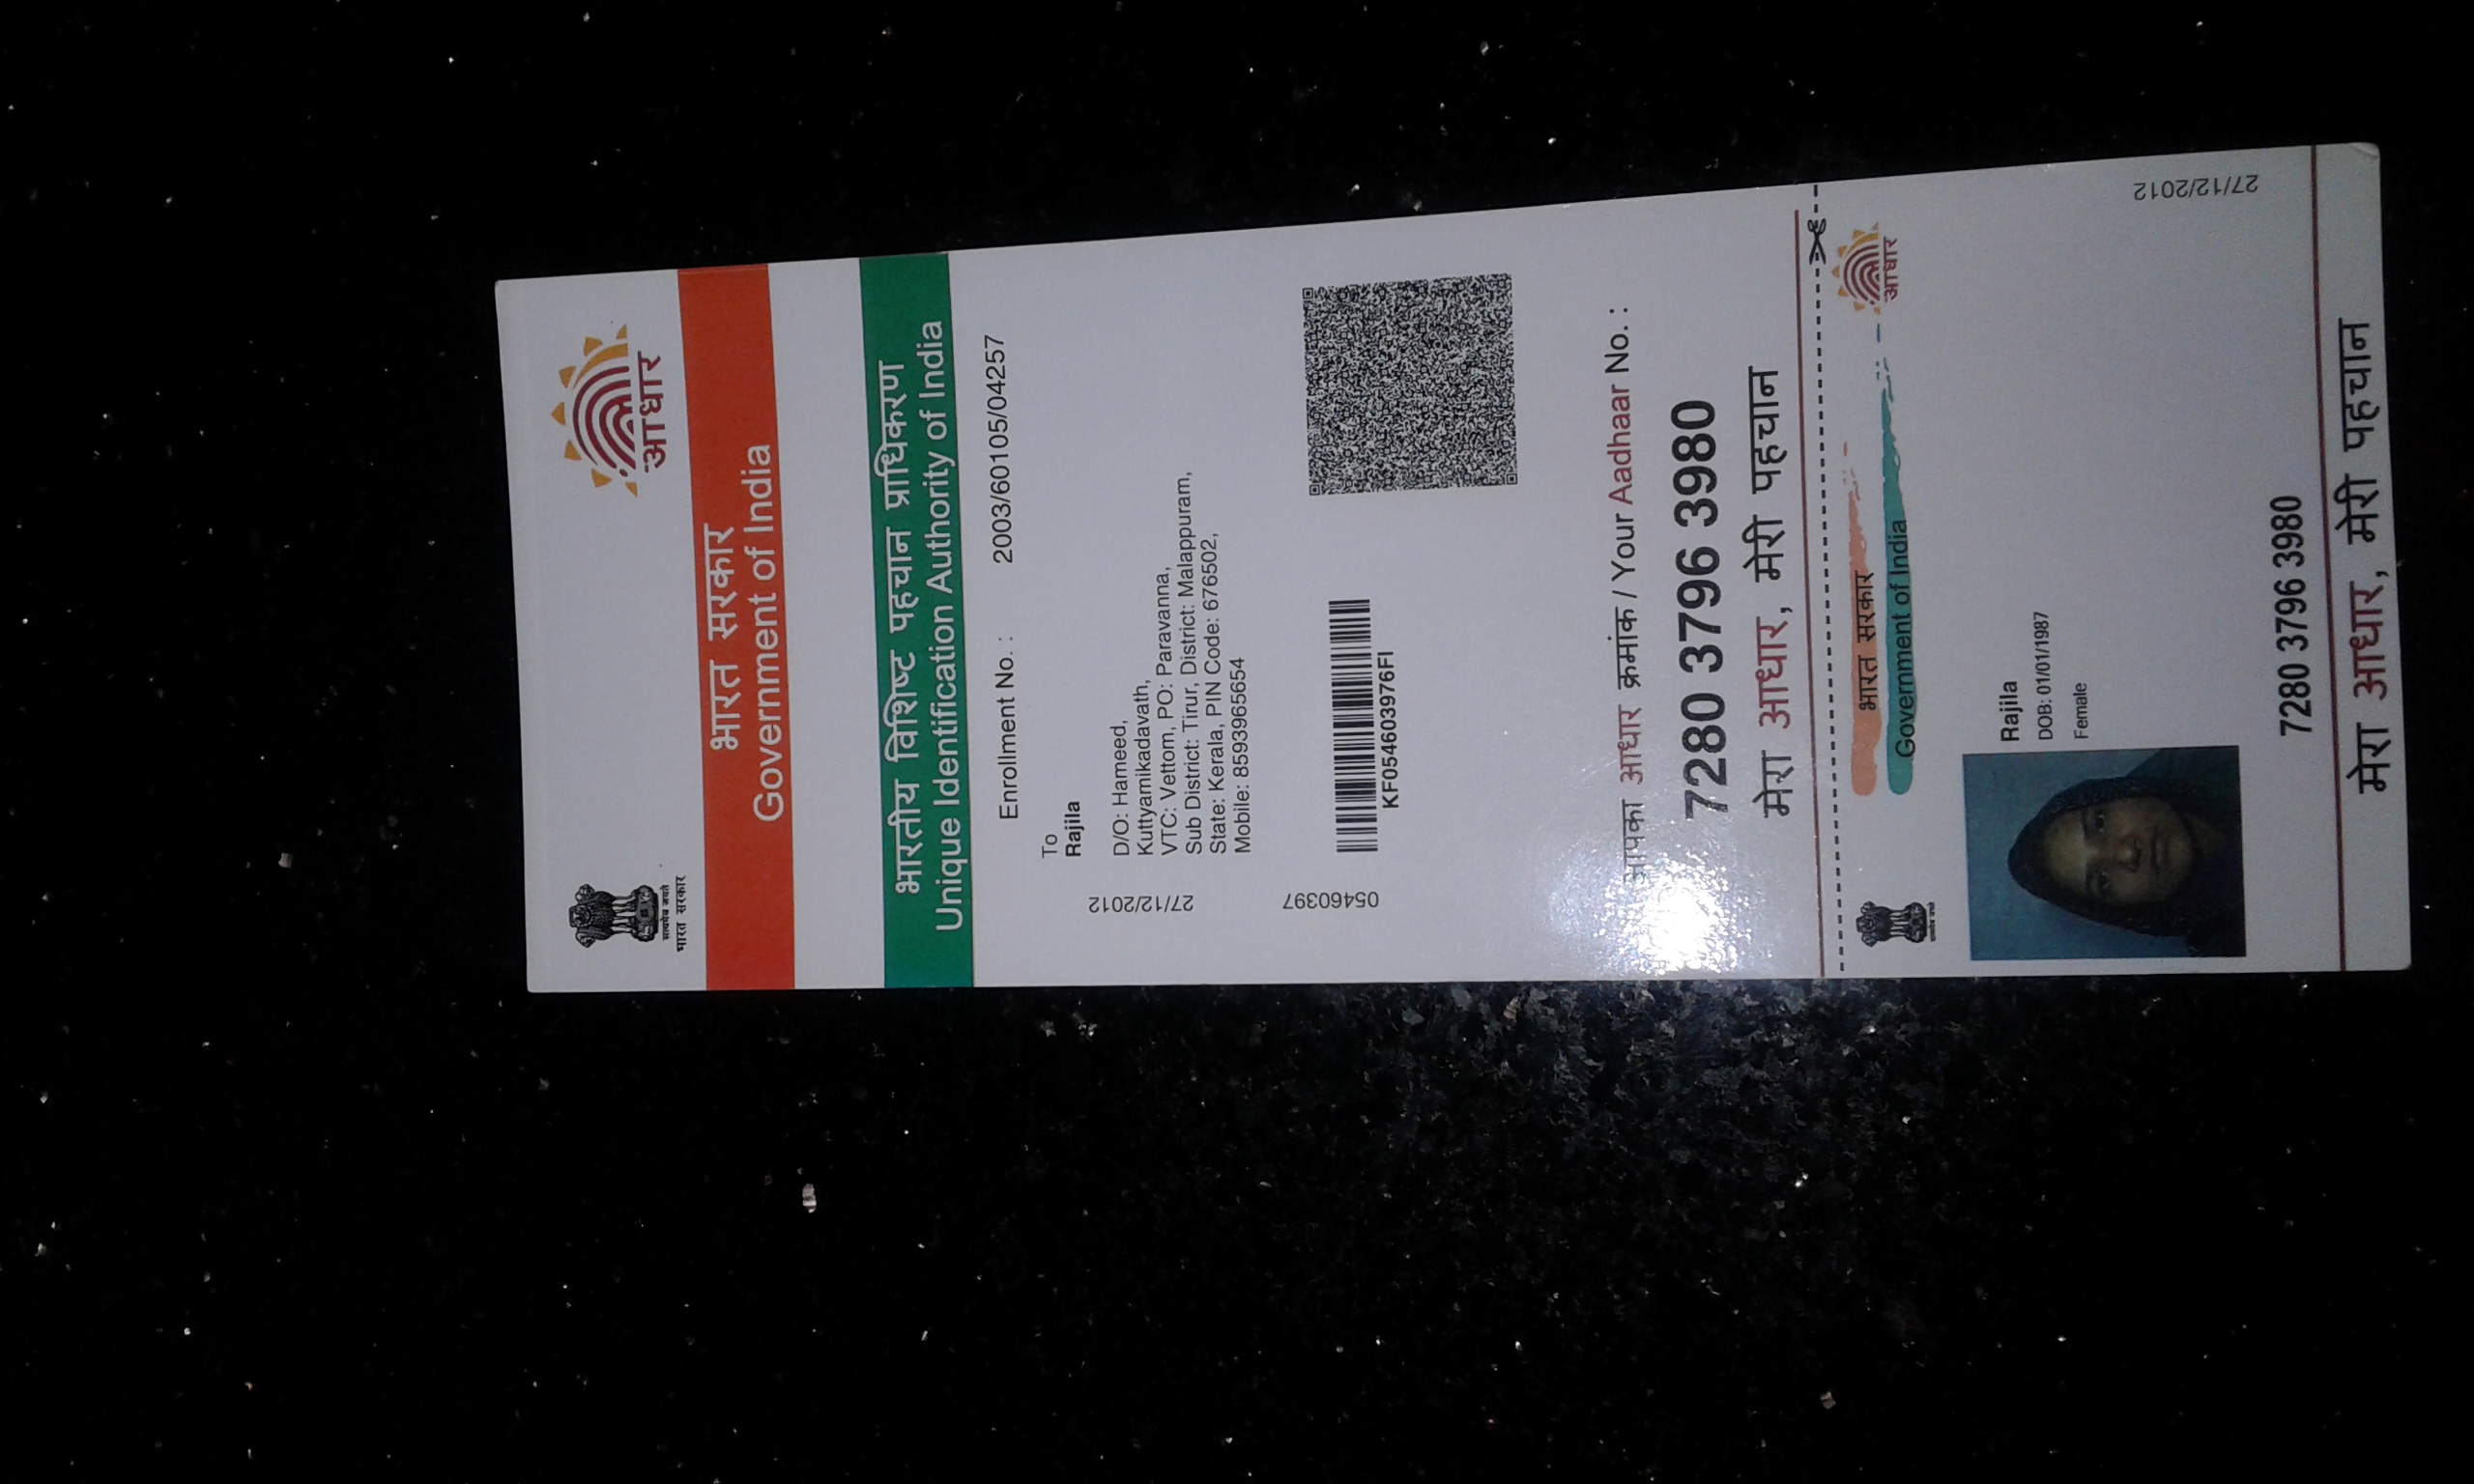 सत्यमेव जयते
भारत सरकार
आधार
भारत सरकार
Government of India
भारतीय विशिष्ट पहचान प्राधिकरण
Unique Identification Authority of India
Enrollment No. : 2003/60105/04257
To
Rajila
D/O: Hameed,
Kuttyamikadavath,
VTC: Vettom, PO: Paravanna,
Sub District: Tirur, District: Malappuram,
State: Kerala, PIN Code: 676502,
Mobile: 8593965654
27/12/2012
05460397
KF054603976FI
आपका आधार क्रमांक / Your Aadhaar No. :
7280 3796 3980
मेरा आधार, मेरी पहचान
सत्यमेव जयते
भारत सरकार
Government of India
आधार
Rajila
DOB: 01/01/1987
Female
27/12/2012
7280 3796 3980
मेरा आधार, मेरी पहचान